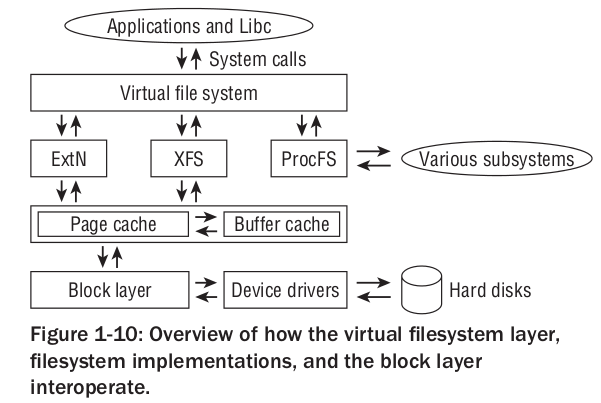 Applications and Libc
System calls
Virtual file system
ExtN
XFS
ProcFS
Various subsystems
Page cache
Buffer cache
Block layer
Device drivers
Hard disks
Figure 1-10: Overview of how the virtual filesystem layer,
filesystem implementations, and the block layer
interoperate.